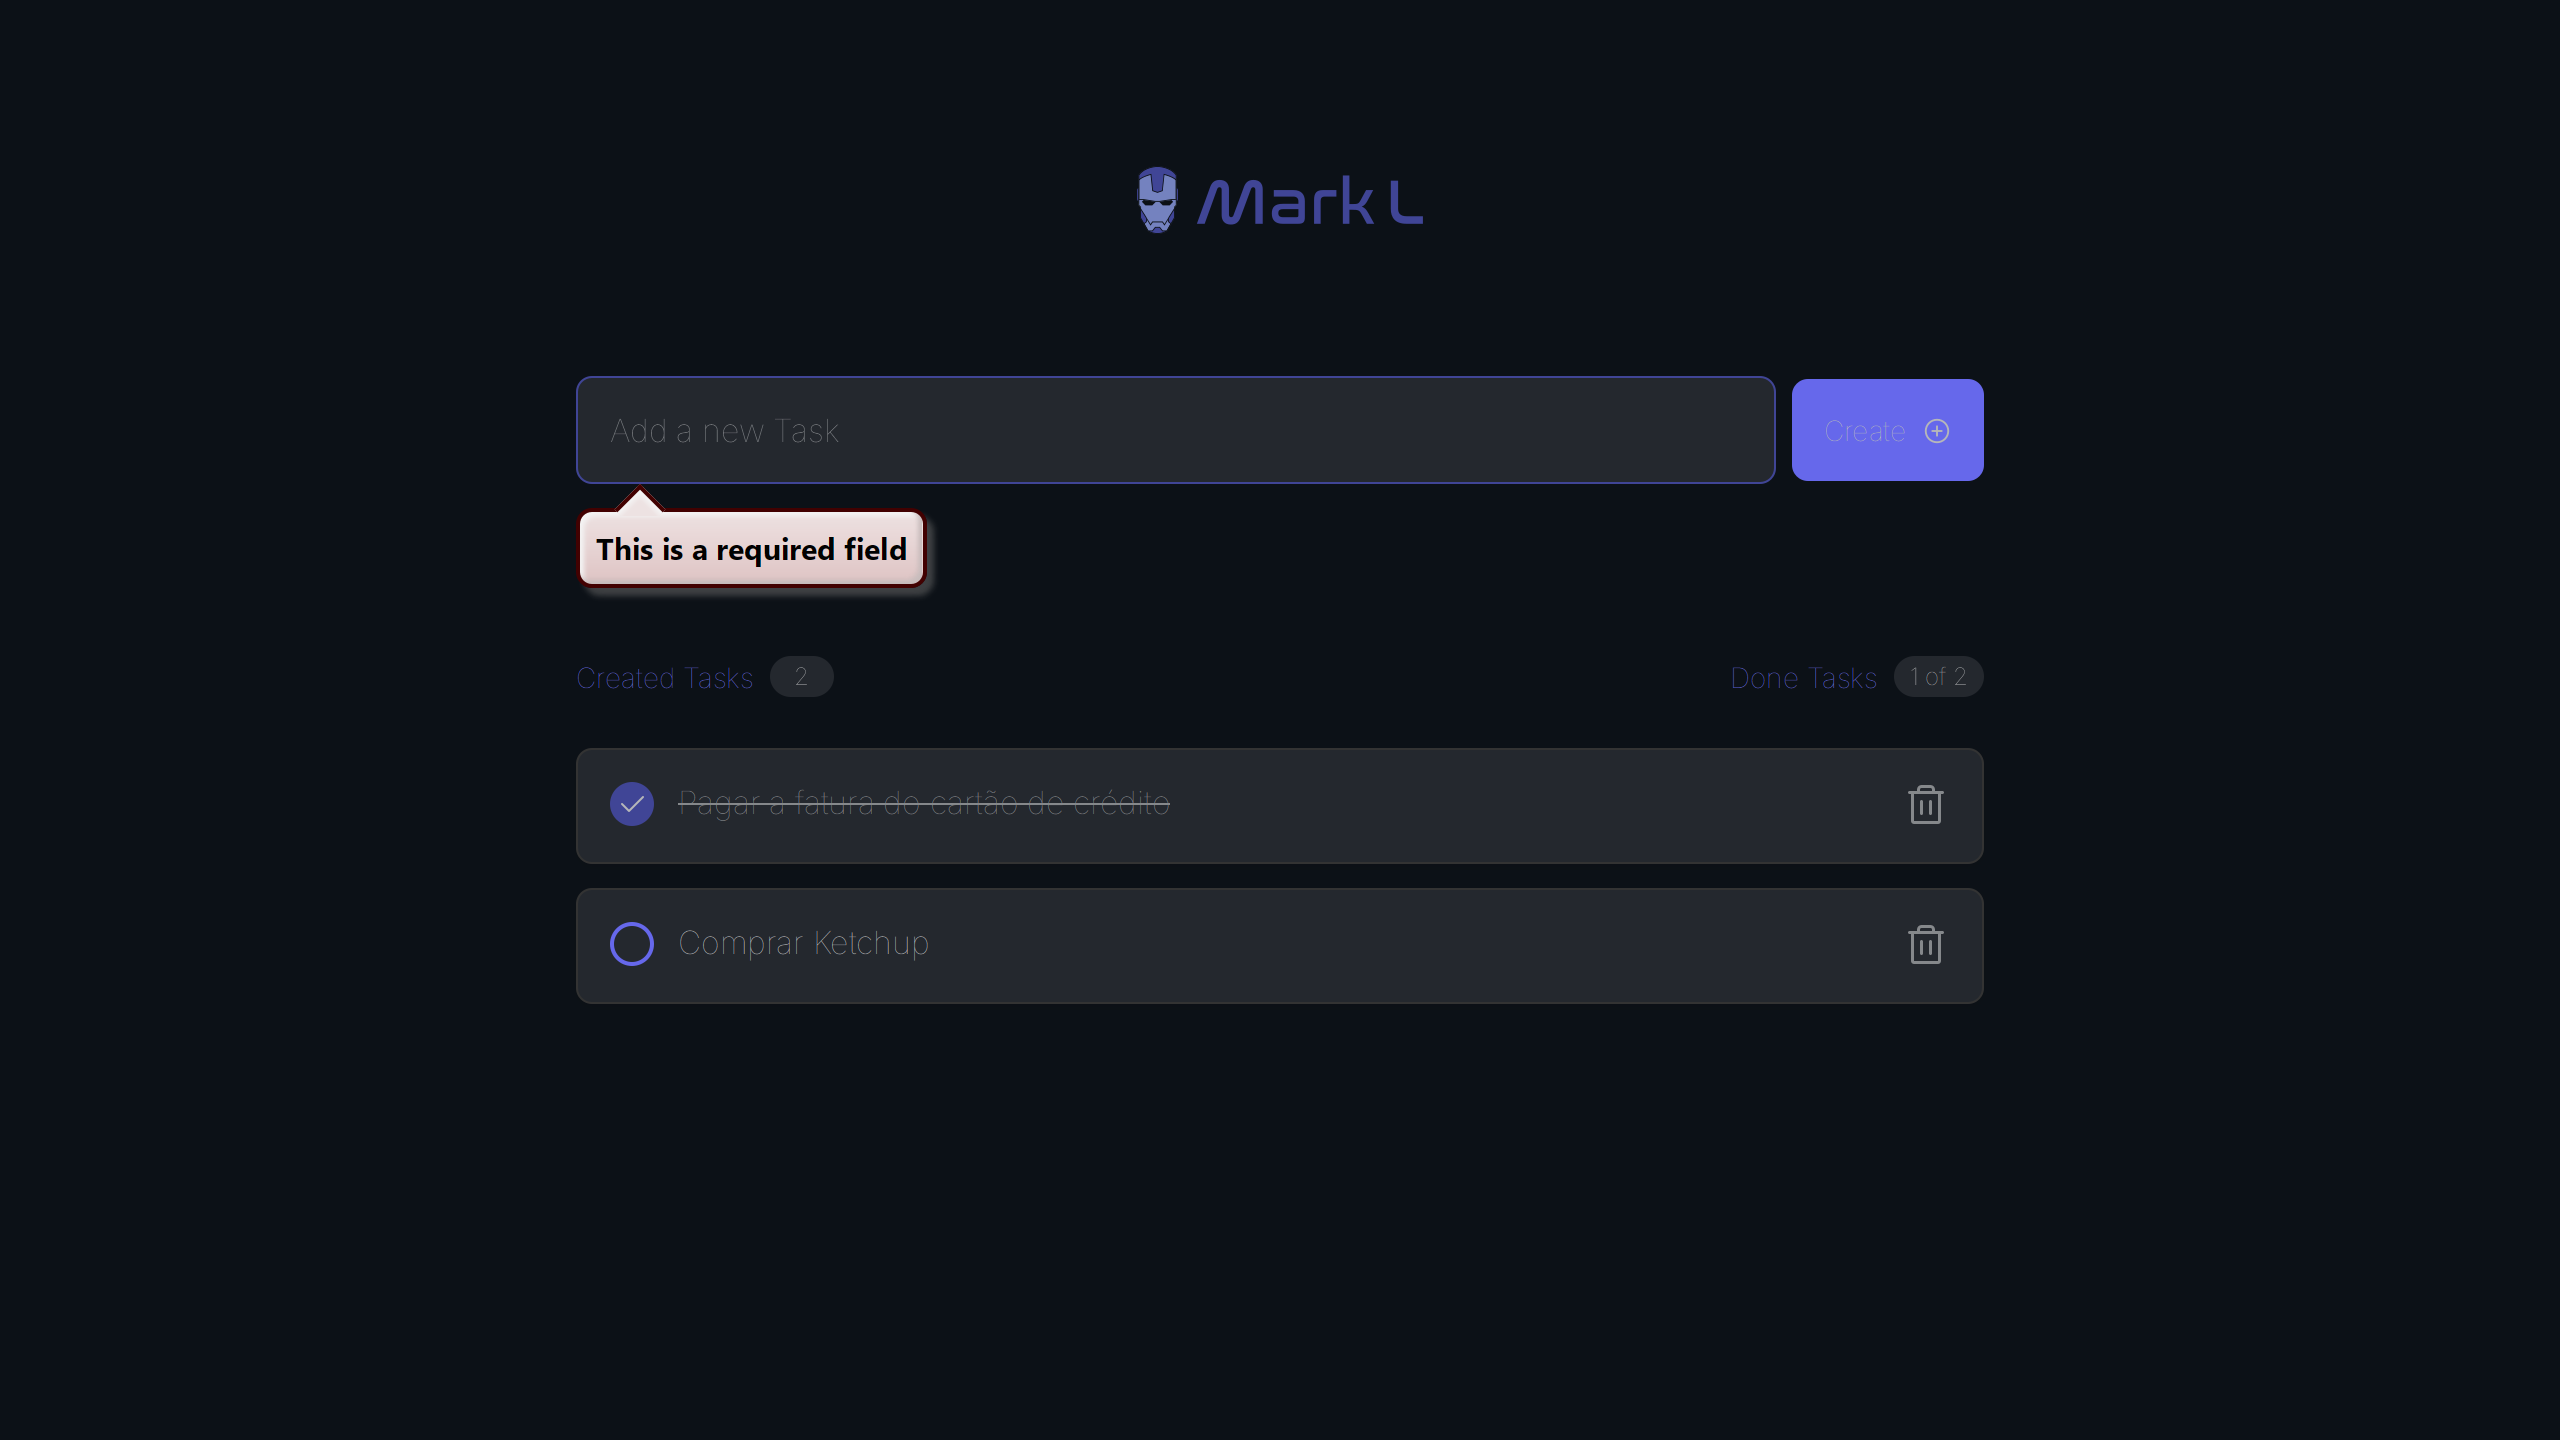 Mark L
Add a new Task
Create
This is a required field
Created Tasks 2
Done Tasks 1 of 2
Pagar a fatura do cartão de crédito
Comprar Ketchup